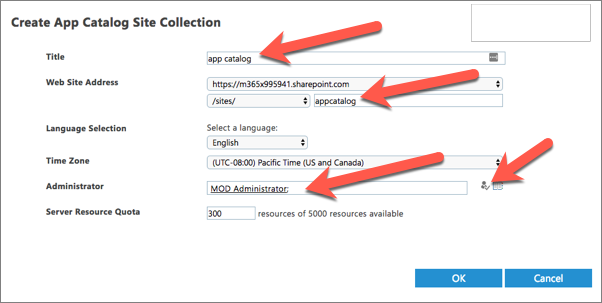 Create App Catalog Site Collection
Title
app catalog
Web Site Address
https://m365x995941.sharepoint.com
/sites/
appcatalog
Language Selection
Select a language:
English
Time Zone
(UTC-08:00) Pacific Time (US and Canada)
Administrator
MOD Administrator;
Server Resource Quota
300 resources of 5000 resources available
OK Cancel